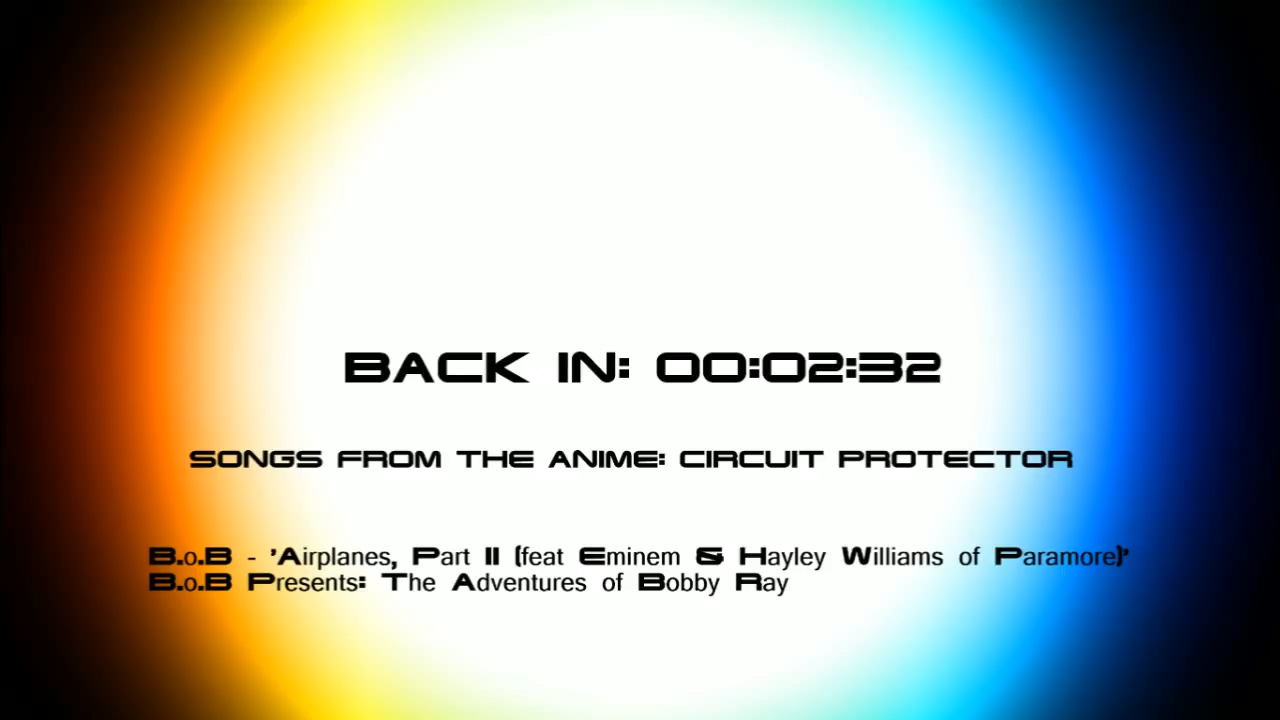 BACK IN: 00:02:32
SONGS FROM THE ANIME: CIRCUIT PROTECTOR
B.o.B - 'Airplanes, Part II (feat Eminem & Hayley Williams of Paramore)'
B.o.B Presents: The Adventures of Bobby Ray